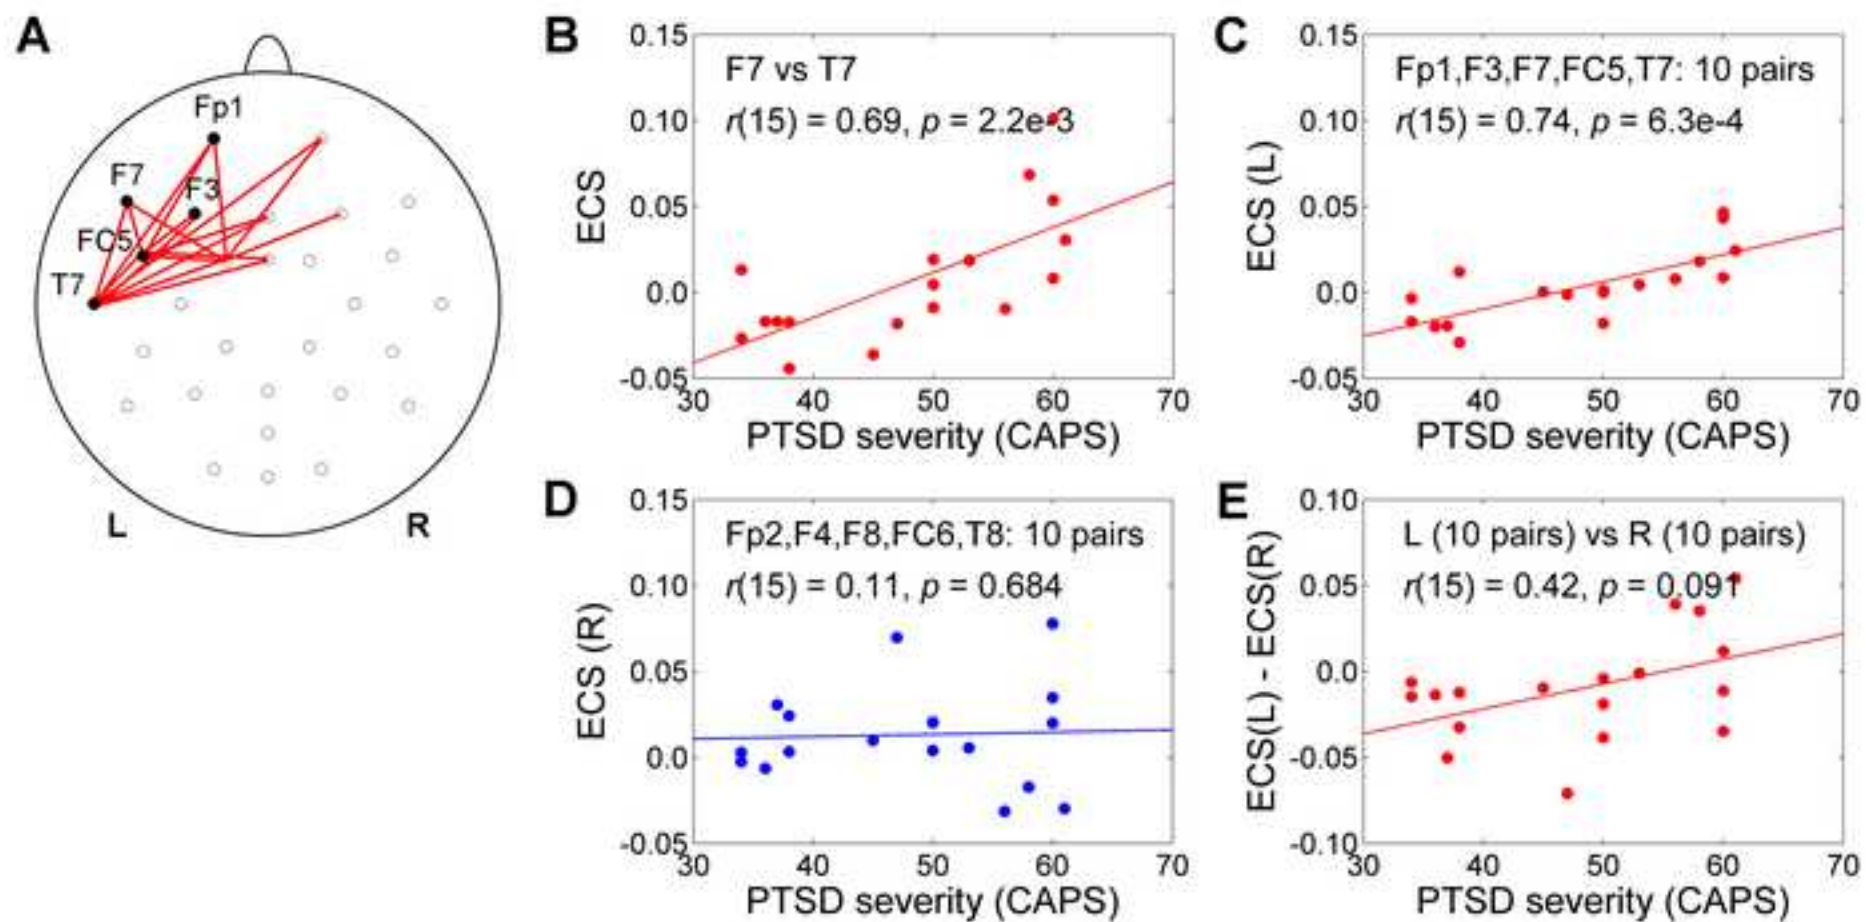 A
Fp1
F7
F3
FC5
T7
L
R
B
0.15
0.10
0.05
0.0
-0.05
ECS
F7 vs T7
r(15) = 0.69, p = 2.2e-3
30 40 50 60 70
PTSD severity (CAPS)
C
0.15
0.10
0.05
0.0
-0.05
ECS (L)
Fp1,F3,F7,FC5,T7: 10 pairs
r(15) = 0.74, p = 6.3e-4
30 40 50 60 70
PTSD severity (CAPS)
D
0.15
0.10
0.05
0.0
-0.05
ECS (R)
Fp2,F4,F8,FC6,T8: 10 pairs
r(15) = 0.11, p = 0.684
30 40 50 60 70
PTSD severity (CAPS)
E
0.10
0.05
0.0
-0.05
-0.10
ECS(L) - ECS(R)
L (10 pairs) vs R (10 pairs)
r(15) = 0.42, p = 0.091
30 40 50 60 70
PTSD severity (CAPS)